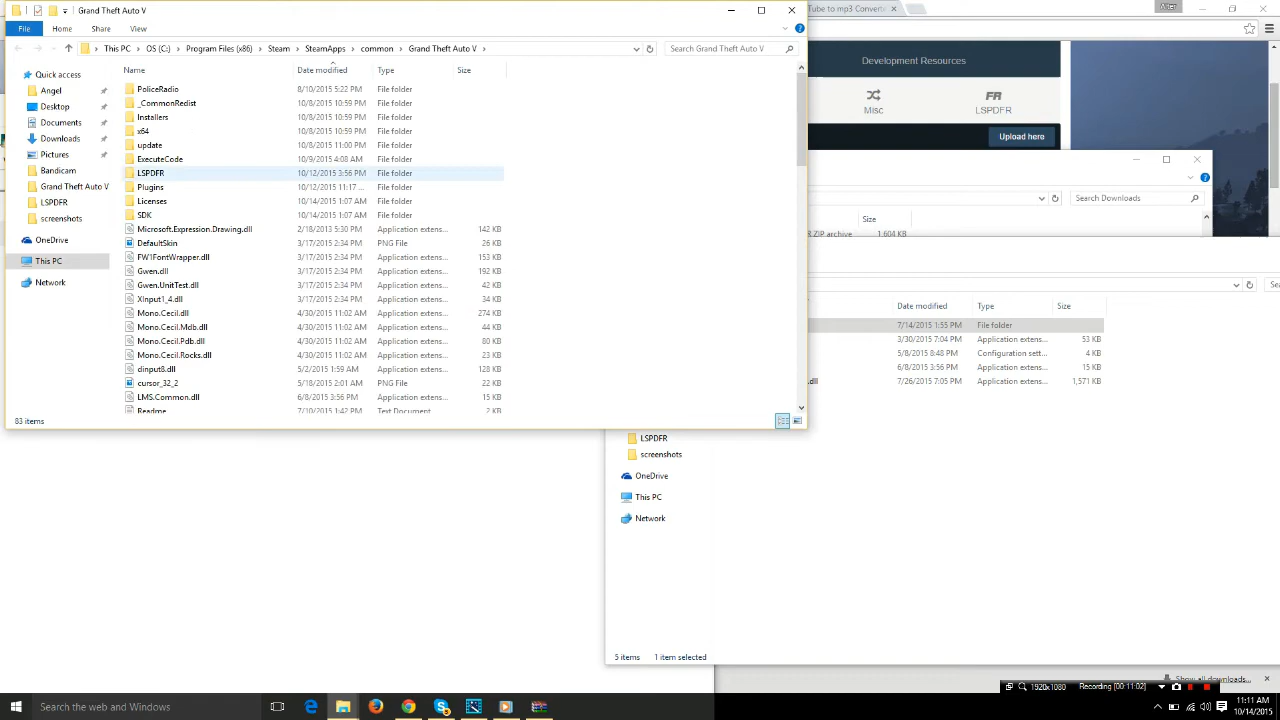 Grand Theft Auto V
File Home Share View
This PC > OS (C:) > Program Files (x86) > Steam > SteamApps > common > Grand Theft Auto V >
Search Grand Theft Auto V
Name Date modified Type Size
Quick access
Angel
Desktop
Documents
Downloads
Pictures
Bandicam
Grand Theft Auto V
LSPDFR
screenshots
OneDrive
This PC
Network
PoliceRadio 8/10/2015 5:22 PM File folder
_CommonRedist 10/8/2015 10:59 PM File folder
Installers 10/8/2015 10:59 PM File folder
x64 10/8/2015 10:59 PM File folder
update 10/8/2015 11:00 PM File folder
ExecuteCode 10/9/2015 4:08 AM File folder
LSPDFR 10/12/2015 3:56 PM File folder
Plugins 10/12/2015 11:17 ... File folder
Licenses 10/14/2015 1:07 AM File folder
SDK 10/14/2015 1:07 AM File folder
Microsoft.Expression.Drawing.dll 2/18/2013 5:30 PM Application extens... 142 KB
DefaultSkin 3/17/2015 2:34 PM PNG File 26 KB
FW1FontWrapper.dll 3/17/2015 2:34 PM Application extens... 153 KB
Gwen.dll 3/17/2015 2:34 PM Application extens... 192 KB
Gwen.UnitTest.dll 3/17/2015 2:34 PM Application extens... 42 KB
XInput1_4.dll 3/17/2015 2:34 PM Application extens... 34 KB
Mono.Cecil.dll 4/30/2015 11:02 AM Application extens... 274 KB
Mono.Cecil.Mdb.dll 4/30/2015 11:02 AM Application extens... 44 KB
Mono.Cecil.Pdb.dll 4/30/2015 11:02 AM Application extens... 80 KB
Mono.Cecil.Rocks.dll 4/30/2015 11:02 AM Application extens... 23 KB
dinput8.dll 5/2/2015 1:59 AM Application extens... 128 KB
cursor_32_2 5/18/2015 2:01 AM PNG File 22 KB
LMS.Common.dll 6/8/2015 3:56 PM Application extens... 15 KB
Readme 7/10/2015 1:42 PM Text Document 2 KB
83 items
Tube to mp3 Converte
Development Resources
Misc
LSPDFR
Upload here
Search Downloads
Size
R ZIP archive 1,604 KB
Sea
Date modified Type Size
7/14/2015 1:55 PM File folder
3/30/2015 7:04 PM Application extens... 53 KB
5/8/2015 8:48 PM Configuration sett... 4 KB
6/8/2015 3:56 PM Application extens... 15 KB
.dll 7/26/2015 7:05 PM Application extens... 1,571 KB
LSPDFR
screenshots
OneDrive
This PC
Network
5 items 1 item selected
Show all downloads...
1920x1080 Recording [00:11:02]
Search the web and Windows
11:11 AM
10/14/2015